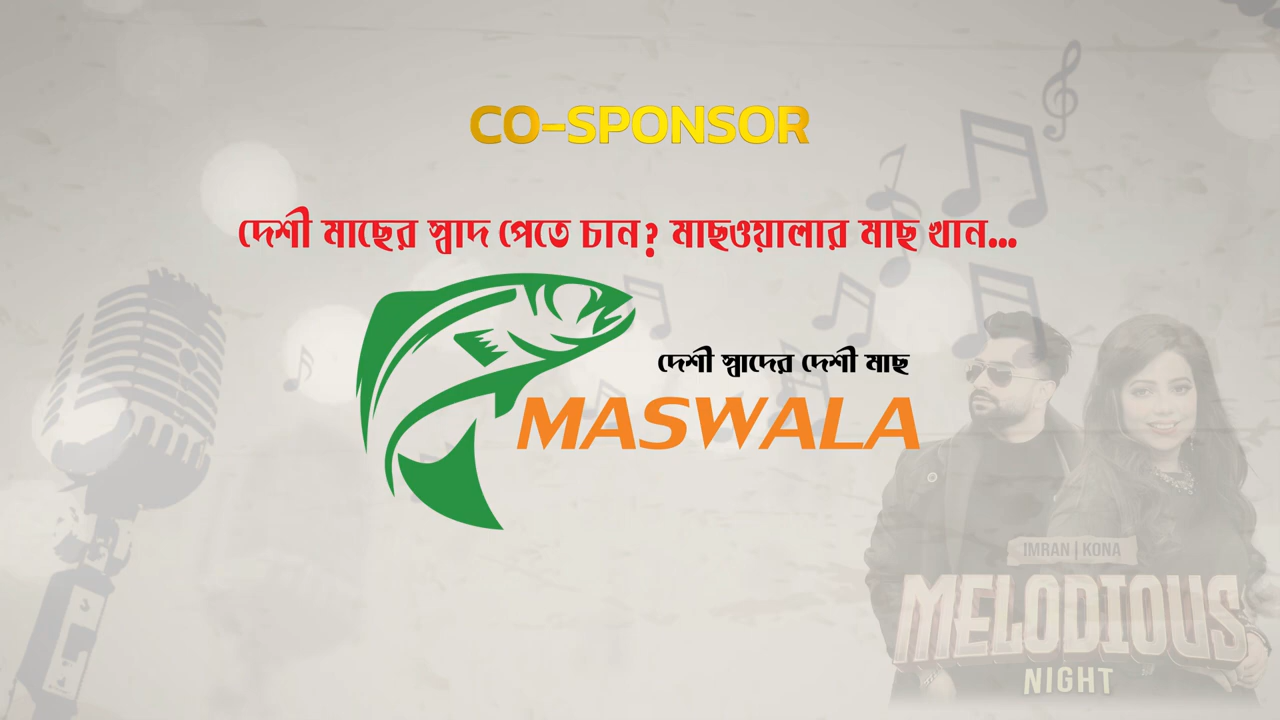 CO-SPONSOR
দেশী মাছের স্বাদ পেতে চান? মাছওয়ালার মাছ খান...
দেশী স্বাদের দেশী মাছ
MASWALA
IMRAN | KONA
MELODIOUS
NIGHT